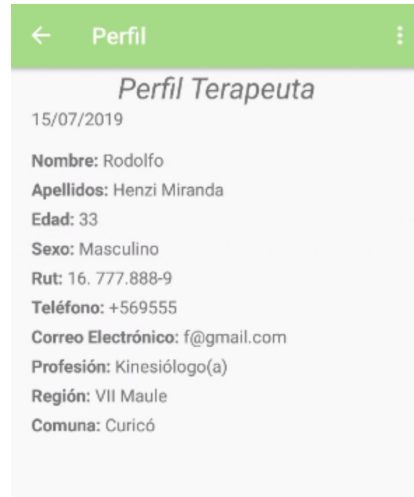 Perfil
Perfil Terapeuta
15/07/2019
Nombre: Rodolfo
Apellidos: Henzi Miranda
Edad: 33
Sexo: Masculino
Rut: 16. 777.888-9
Teléfono: +569555
Correo Electrónico: f@gmail.com
Profesión: Kinesiólogo(a)
Región: VII Maule
Comuna: Curicó